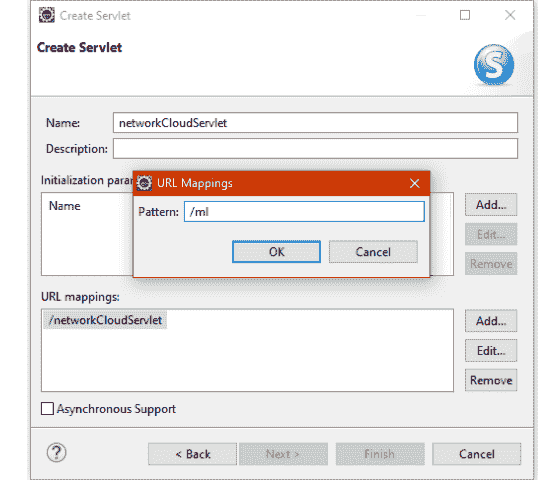 Create Servlet
Create Servlet
S
Name: networkCloudServlet
Description:
Initialization parar
URL Mappings
Name
Pattern: /ml
Add...
Edit...
OK Cancel
Remove
URL mappings:
/networkCloudServlet
Add...
Edit...
Remove
Asynchronous Support
? < Back Next > Finish Cancel